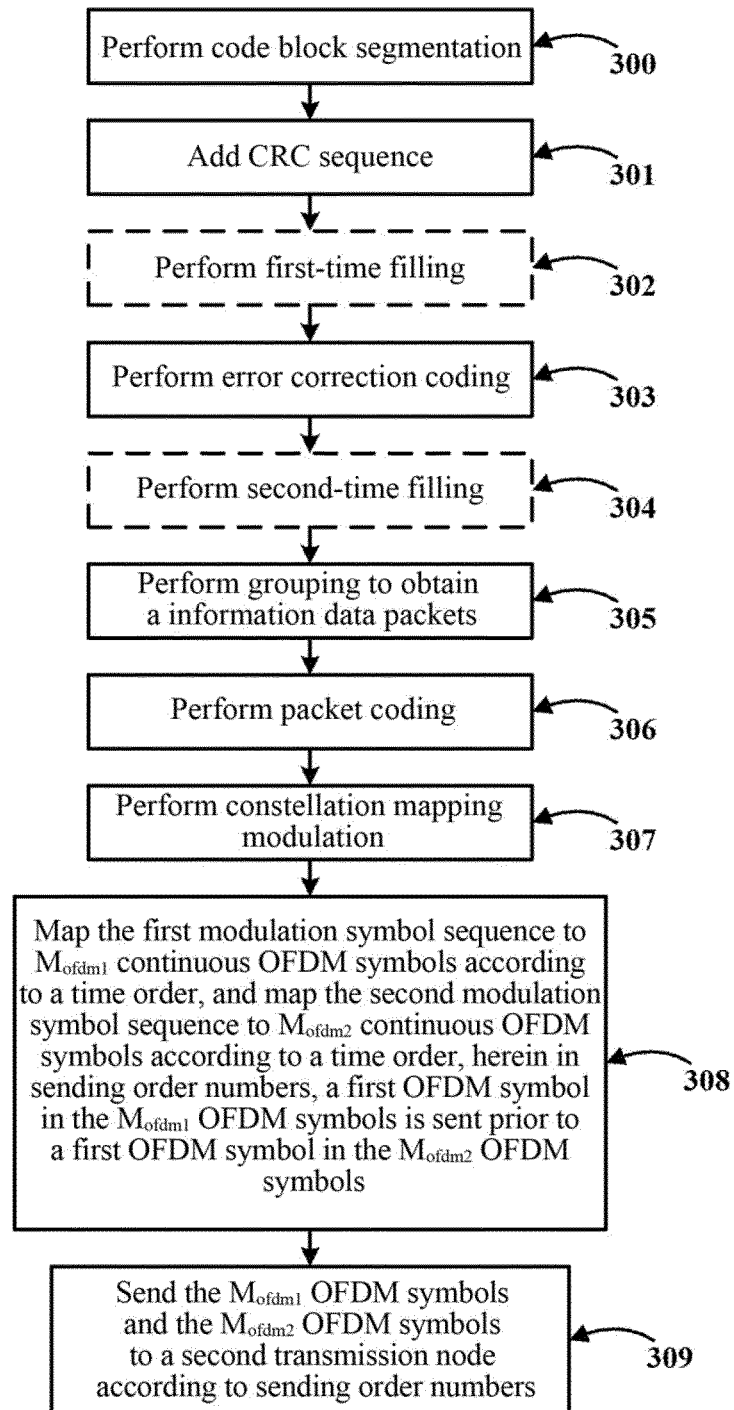 Perform code block segmentation
300
Add CRC sequence
301
Perform first-time filling
302
Perform error correction coding
303
Perform second-time filling
304
Perform grouping to obtain
a information data packets
305
Perform packet coding
306
Perform constellation mapping
modulation
307
Map the first modulation symbol sequence to
Mofdm1 continuous OFDM symbols according
to a time order, and map the second modulation
symbol sequence to Mofdm2 continuous OFDM
symbols according to a time order, herein in
sending order numbers, a first OFDM symbol
in the Mofdm1 OFDM symbols is sent prior to
a first OFDM symbol in the Mofdm2 OFDM
symbols
308
Send the Mofdm1 OFDM symbols
and the Mofdm2 OFDM symbols
to a second transmission node
according to sending order numbers
309